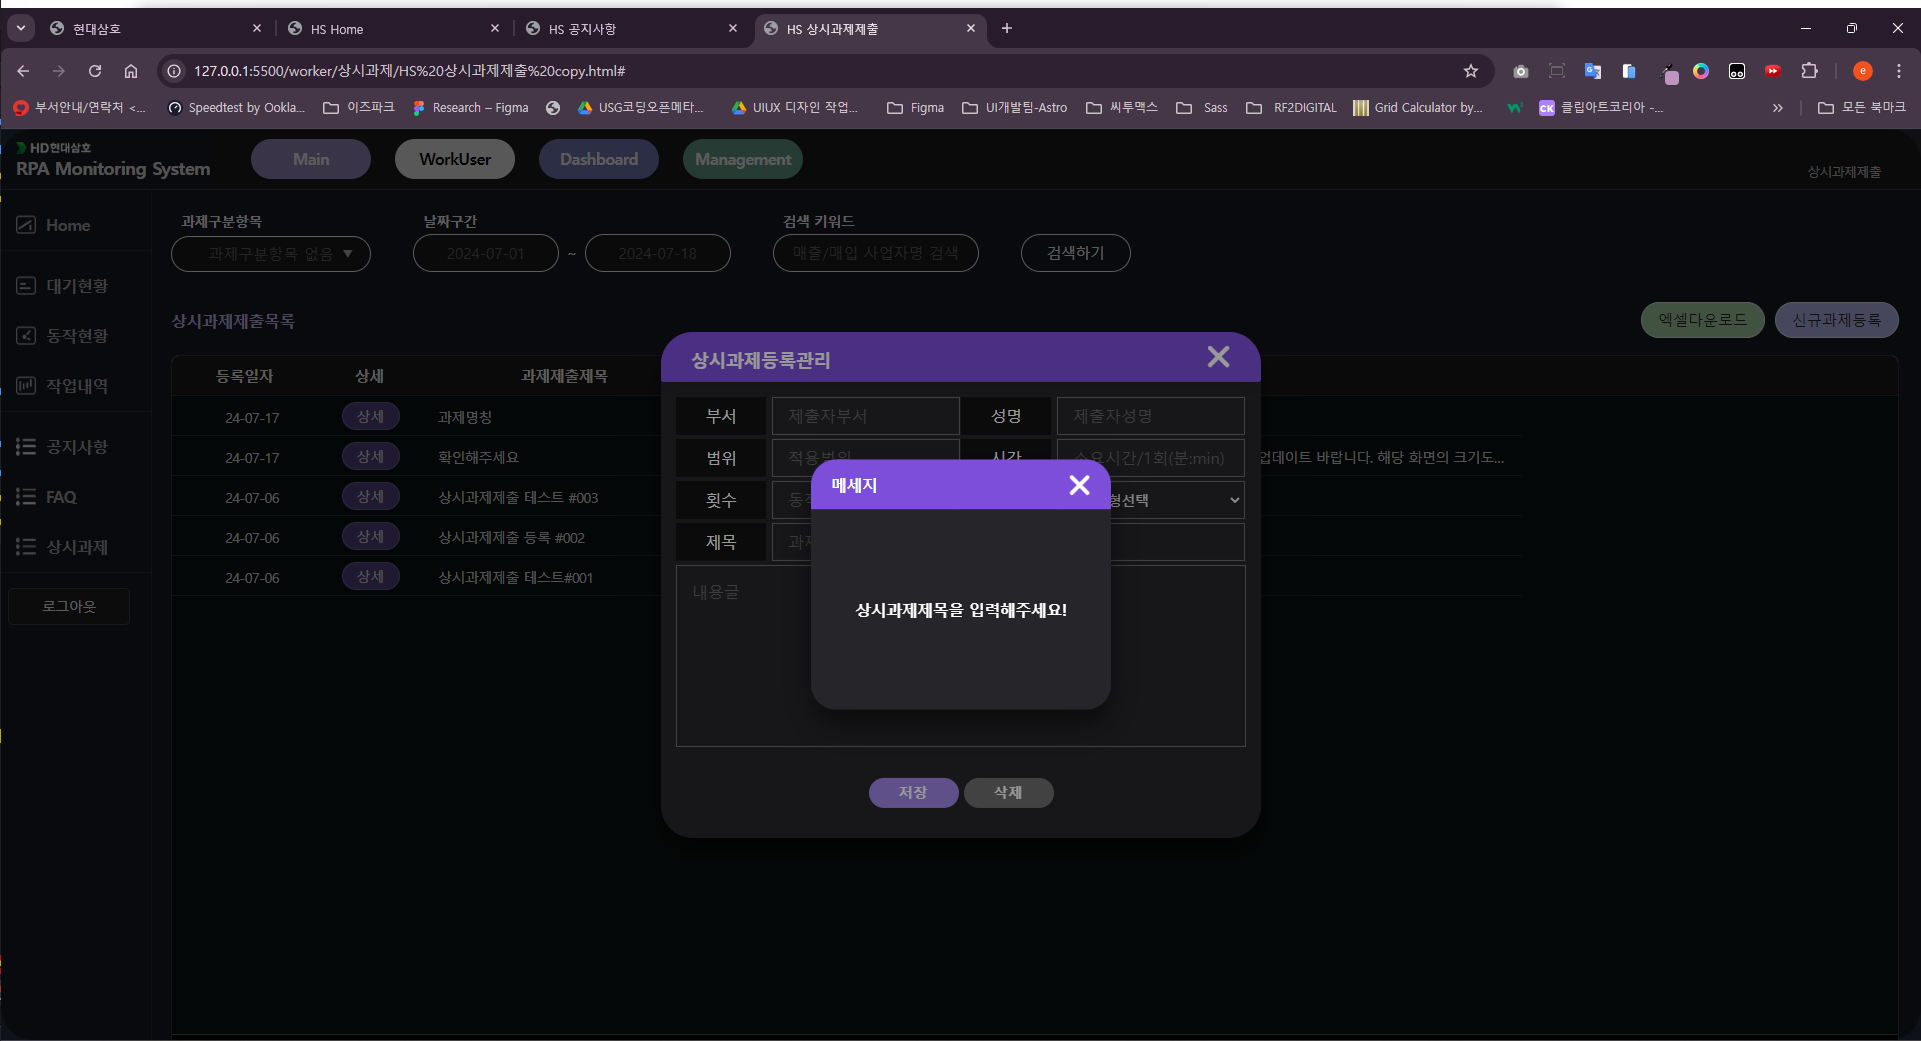 현대삼호
HS Home
HS 공지사항
HS 상시과제제출
127.0.0.1:5500/worker/상시과제/HS%20상시과제제출%20copy.html#
e
부서안내/연락처 <...
Speedtest by Ookla...
이즈파크
Research – Figma
USG코딩오픈메타...
UIUX 디자인 작업...
Figma
UI개발팀-Astro
씨투맥스
Sass
RF2DIGITAL
Grid Calculator by...
CK 클립아트코리아 -...
모든 북마크
HD현대삼호
RPA Monitoring System
Main
WorkUser
Dashboard
Management
상시과제제출
Home
대기현황
동작현황
작업내역
공지사항
FAQ
상시과제
로그아웃
과제구분항목
날짜구간
검색 키워드
과제구분항목 없음 ▼
2024-07-01 ~ 2024-07-18
매출/매입 사업자명 검색
검색하기
상시과제제출목록
엑셀다운로드
신규과제등록
등록일자 상세 과제제출제목
24-07-17 상세 과제명칭
24-07-17 상세 확인해주세요
업데이트 바랍니다. 해당 화면의 크기도...
24-07-06 상세 상시과제제출 테스트 #003
24-07-06 상세 상시과제제출 등록 #002
24-07-06 상세 상시과제제출 테스트#001
상시과제등록관리
부서 제출자부서 성명 제출자성명
범위 적용범위 시간 소요시간/1회(분:min)
횟수 형선택
제목
내용글
저장
삭제
메세지
상시과제제목을 입력해주세요!